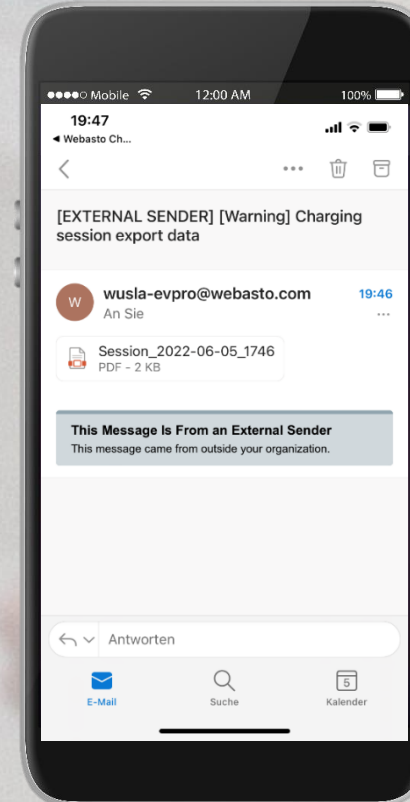 Mobile 12:00 AM 100%
19:47
◀ Webasto Ch...
[EXTERNAL SENDER] [Warning] Charging
session export data
W wusla-evpro@webasto.com 19:46
An Sie
Session_2022-06-05_1746
PDF - 2 KB
This Message Is From an External Sender
This message came from outside your organization.
Antworten
E-Mail Suche 5 Kalender